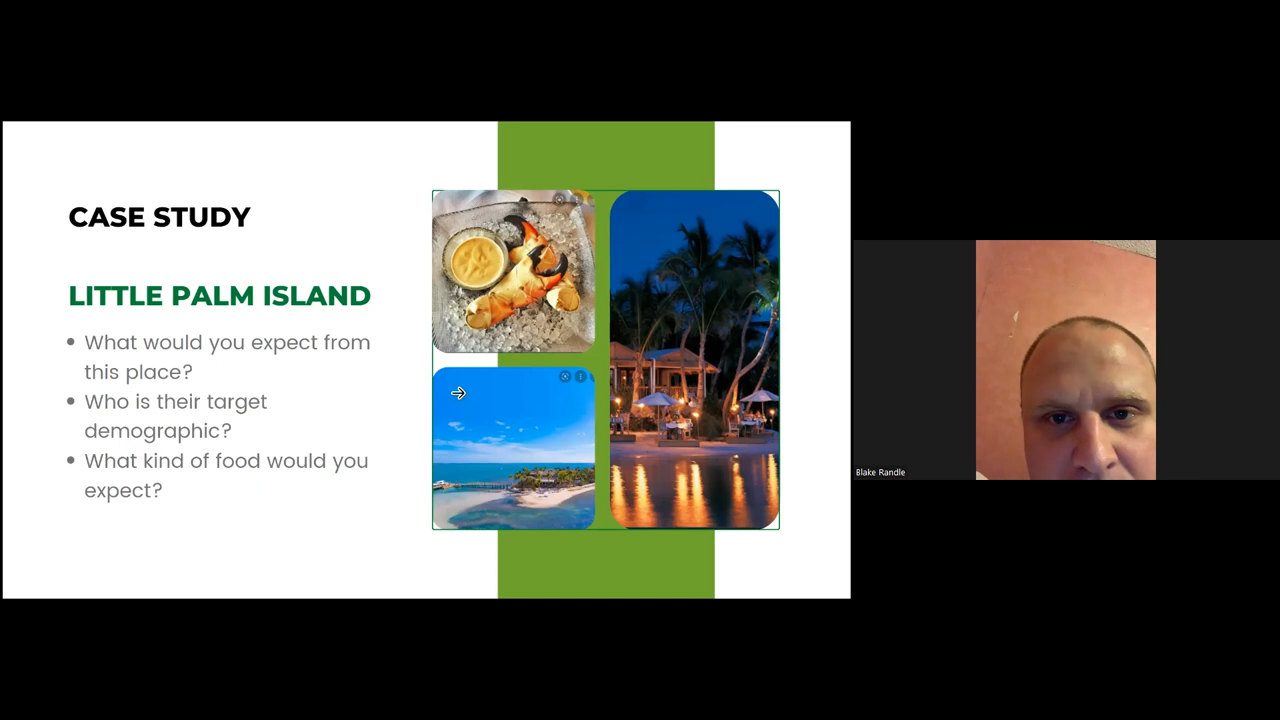 CASE STUDY
LITTLE PALM ISLAND
• What would you expect from
this place?
• Who is their target
demographic?
• What kind of food would you
expect?
Blake Randle